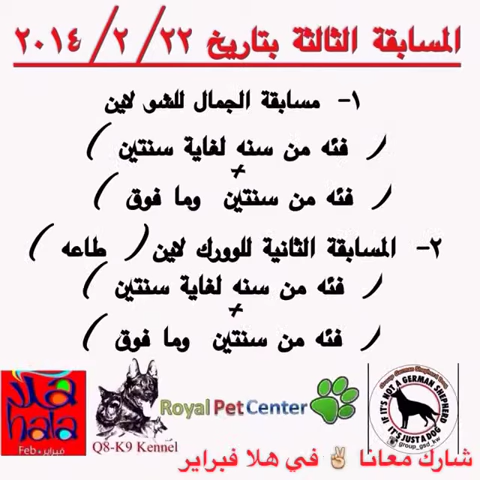 المسابقة الثالثة بتاريخ ٢٢/ ٢/ ٢٠١٤
١- مسابقة الجمال للشو لاين
( فئه من سنه لغاية سنتين )
+
( فئه من سنتين وما فوق )
٢- المسابقة الثانية للوورك لاين ( طاعه )
( فئه من سنه لغاية سنتين )
+
( فئه من سنتين وما فوق )
هلا
hala
Feb فبراير
Q8-K9 Kennel
Royal Pet Center
IF IT'S NOT A GERMAN SHEPHERD
IT'S JUST A DOG
group_gsd_kw
شارك معانا ✌ في هلا فبراير